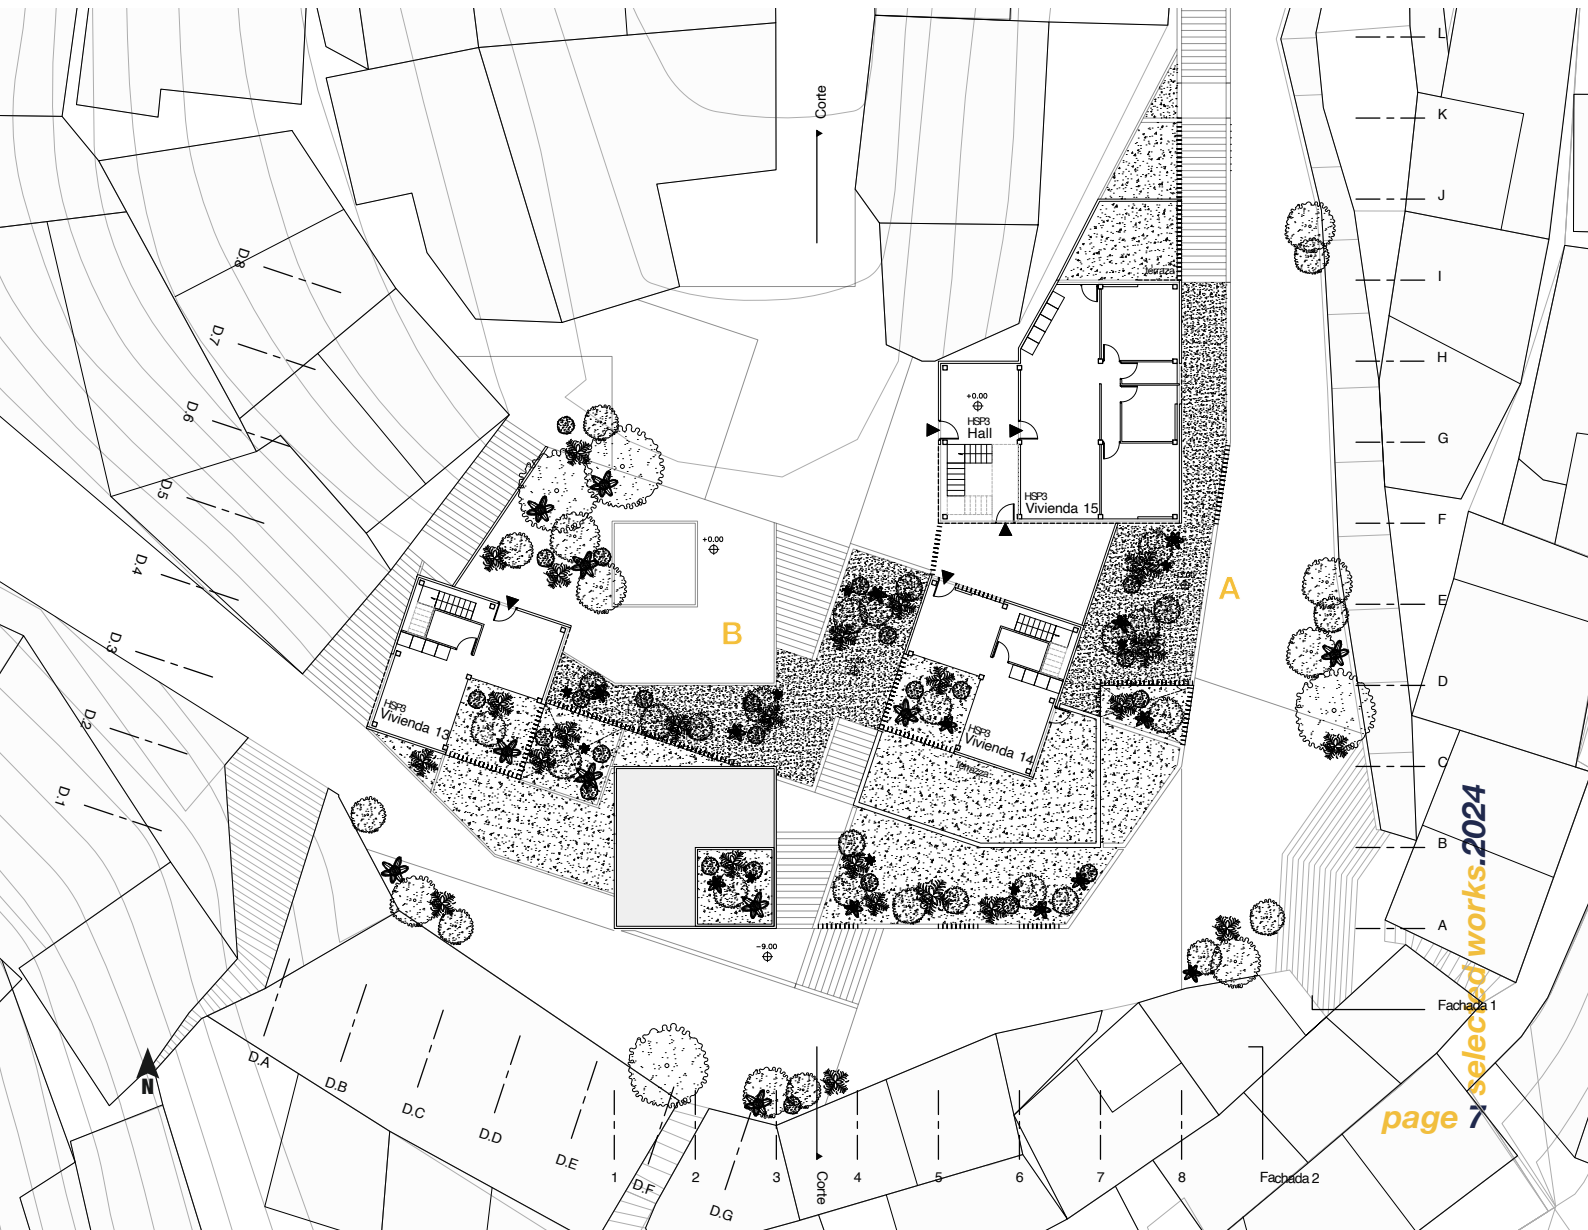 L
K
Corte
J
D.8
Terraza
I
D.7
H
+0.00
HSP3
Hall
D.6
G
D.5
HSP3
Vivienda 15
F
+0.00
D.4
A
E
B
D.3
D
HSP3
Vivienda 13
D.2
HSP3
Vivienda 14
Terraza
C
D.1
B
A
-9.00
Fachada 1
selected works.2024
page 7
N
D.A
D.B
D.C
D.D
D.E
D.F
D.G
1
2
3
Corte
4
5
6
7
8
Fachada 2